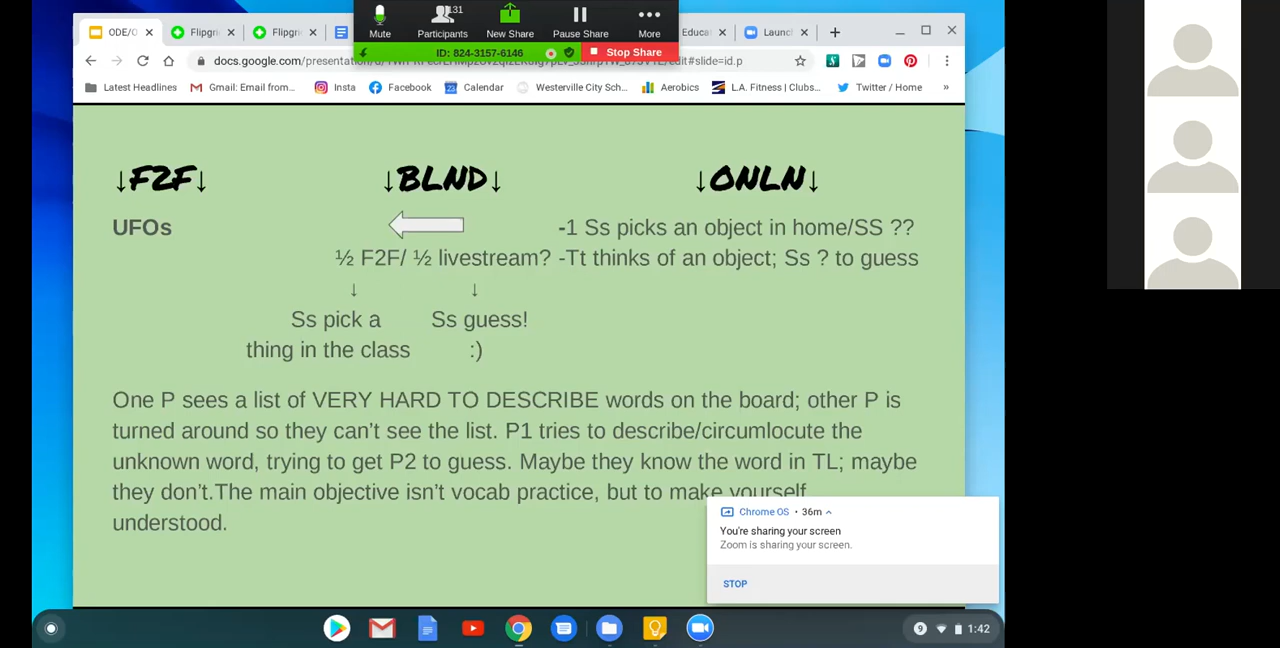 Mute
131
Participants
New Share
Pause Share
More
ID: 824-3157-6146
Stop Share
ODE/O
Flipgri
Flipgri
Educat
Launch
Latest Headlines
Gmail: Email from...
Insta
Facebook
Calendar
Westerville City Sch...
Aerobics
L.A. Fitness | Clubs...
Twitter / Home
»
↓F2F↓ ↓BLND↓ ↓ONLN↓
UFOs -1 Ss picks an object in home/SS ??
½ F2F/ ½ livestream? -Tt thinks of an object; Ss ? to guess
↓ ↓
Ss pick a Ss guess!
thing in the class :)
One P sees a list of VERY HARD TO DESCRIBE words on the board; other P is
turned around so they can't see the list. P1 tries to describe/circumlocute the
unknown word, trying to get P2 to guess. Maybe they know the word in TL; maybe
they don't.The main objective isn't vocab practice, but to make yourself
understood.
Chrome OS • 36m
You're sharing your screen
Zoom is sharing your screen.
STOP
9 1:42